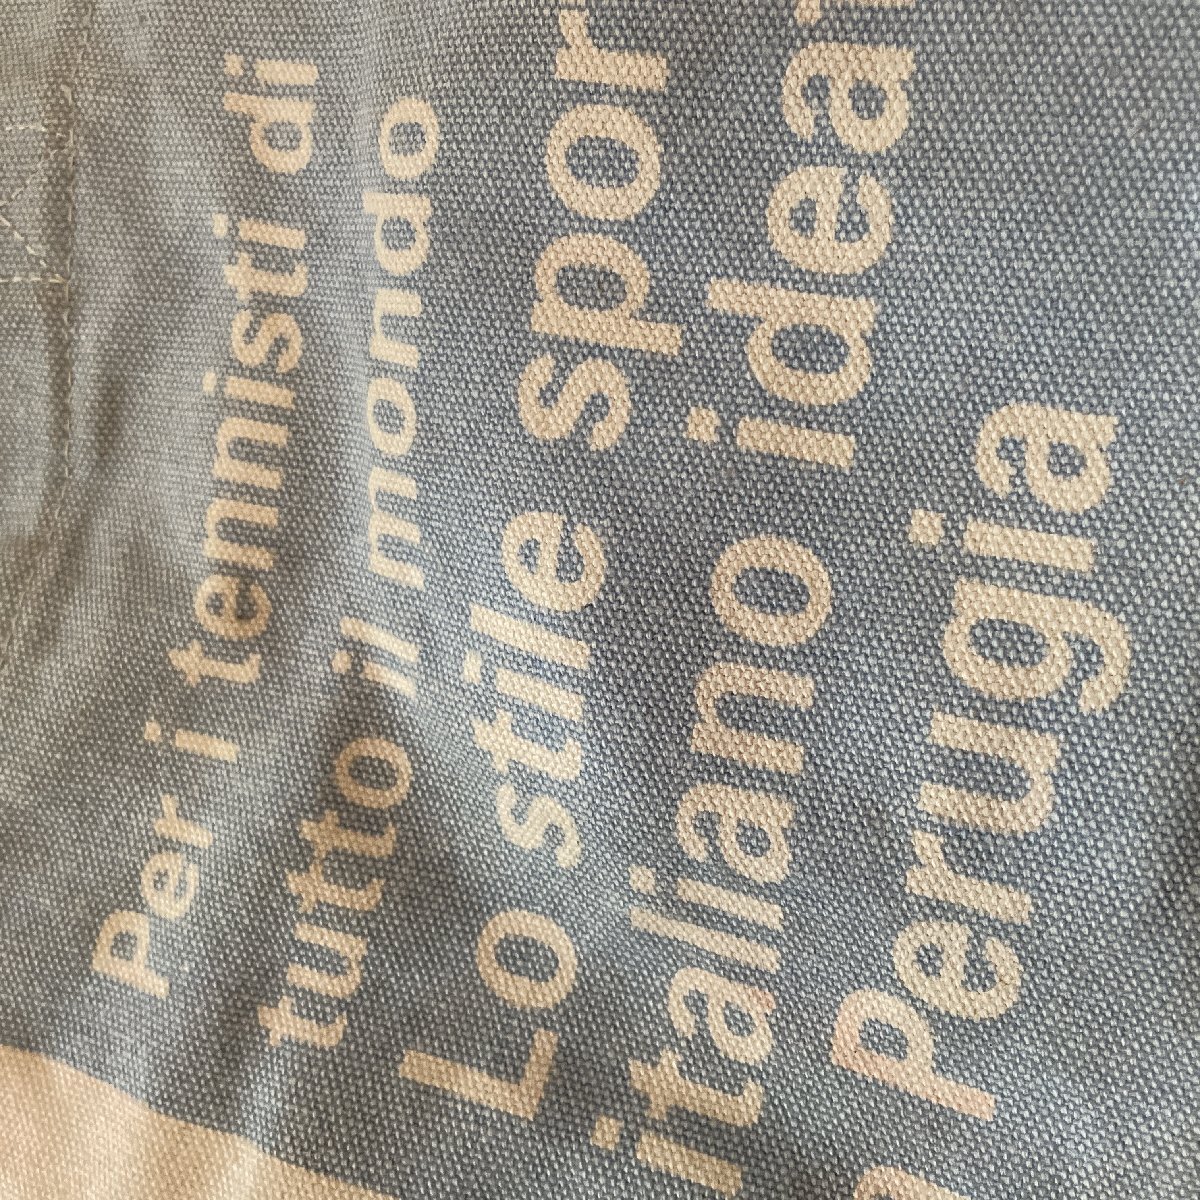 Per i tennisti di
tutto il mondo
Lo stile spor
italiano idea
a Perugia